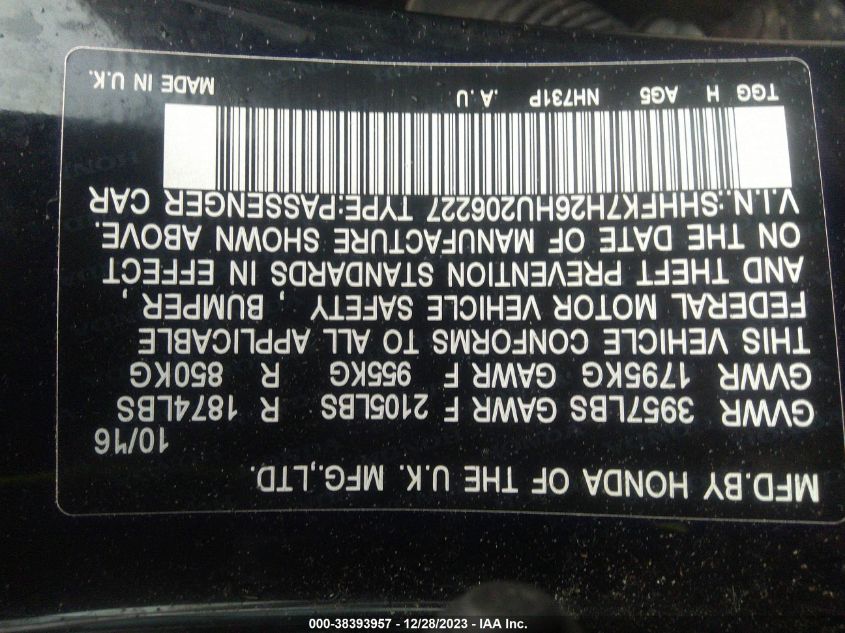 MFD.BY HONDA OF THE U.K. MFG.,LTD.
10/16
GVWR 3957LBS GAWR F 2105LBS R 1874LBS
GVWR 1795KG GAWR F 955KG R 850KG
THIS VEHICLE CONFORMS TO ALL APPLICABLE
FEDERAL MOTOR VEHICLE SAFETY , BUMPER ,
AND THEFT PREVENTION STANDARDS IN EFFECT
ON THE DATE OF MANUFACTURE SHOWN ABOVE.
V.I.N.:SHHFK7H26HU206227 TYPE:PASSENGER CAR
TGG H AG5 NH731P .A .U MADE IN U.K.
000-38393957 - 12/28/2023 - IAA Inc.